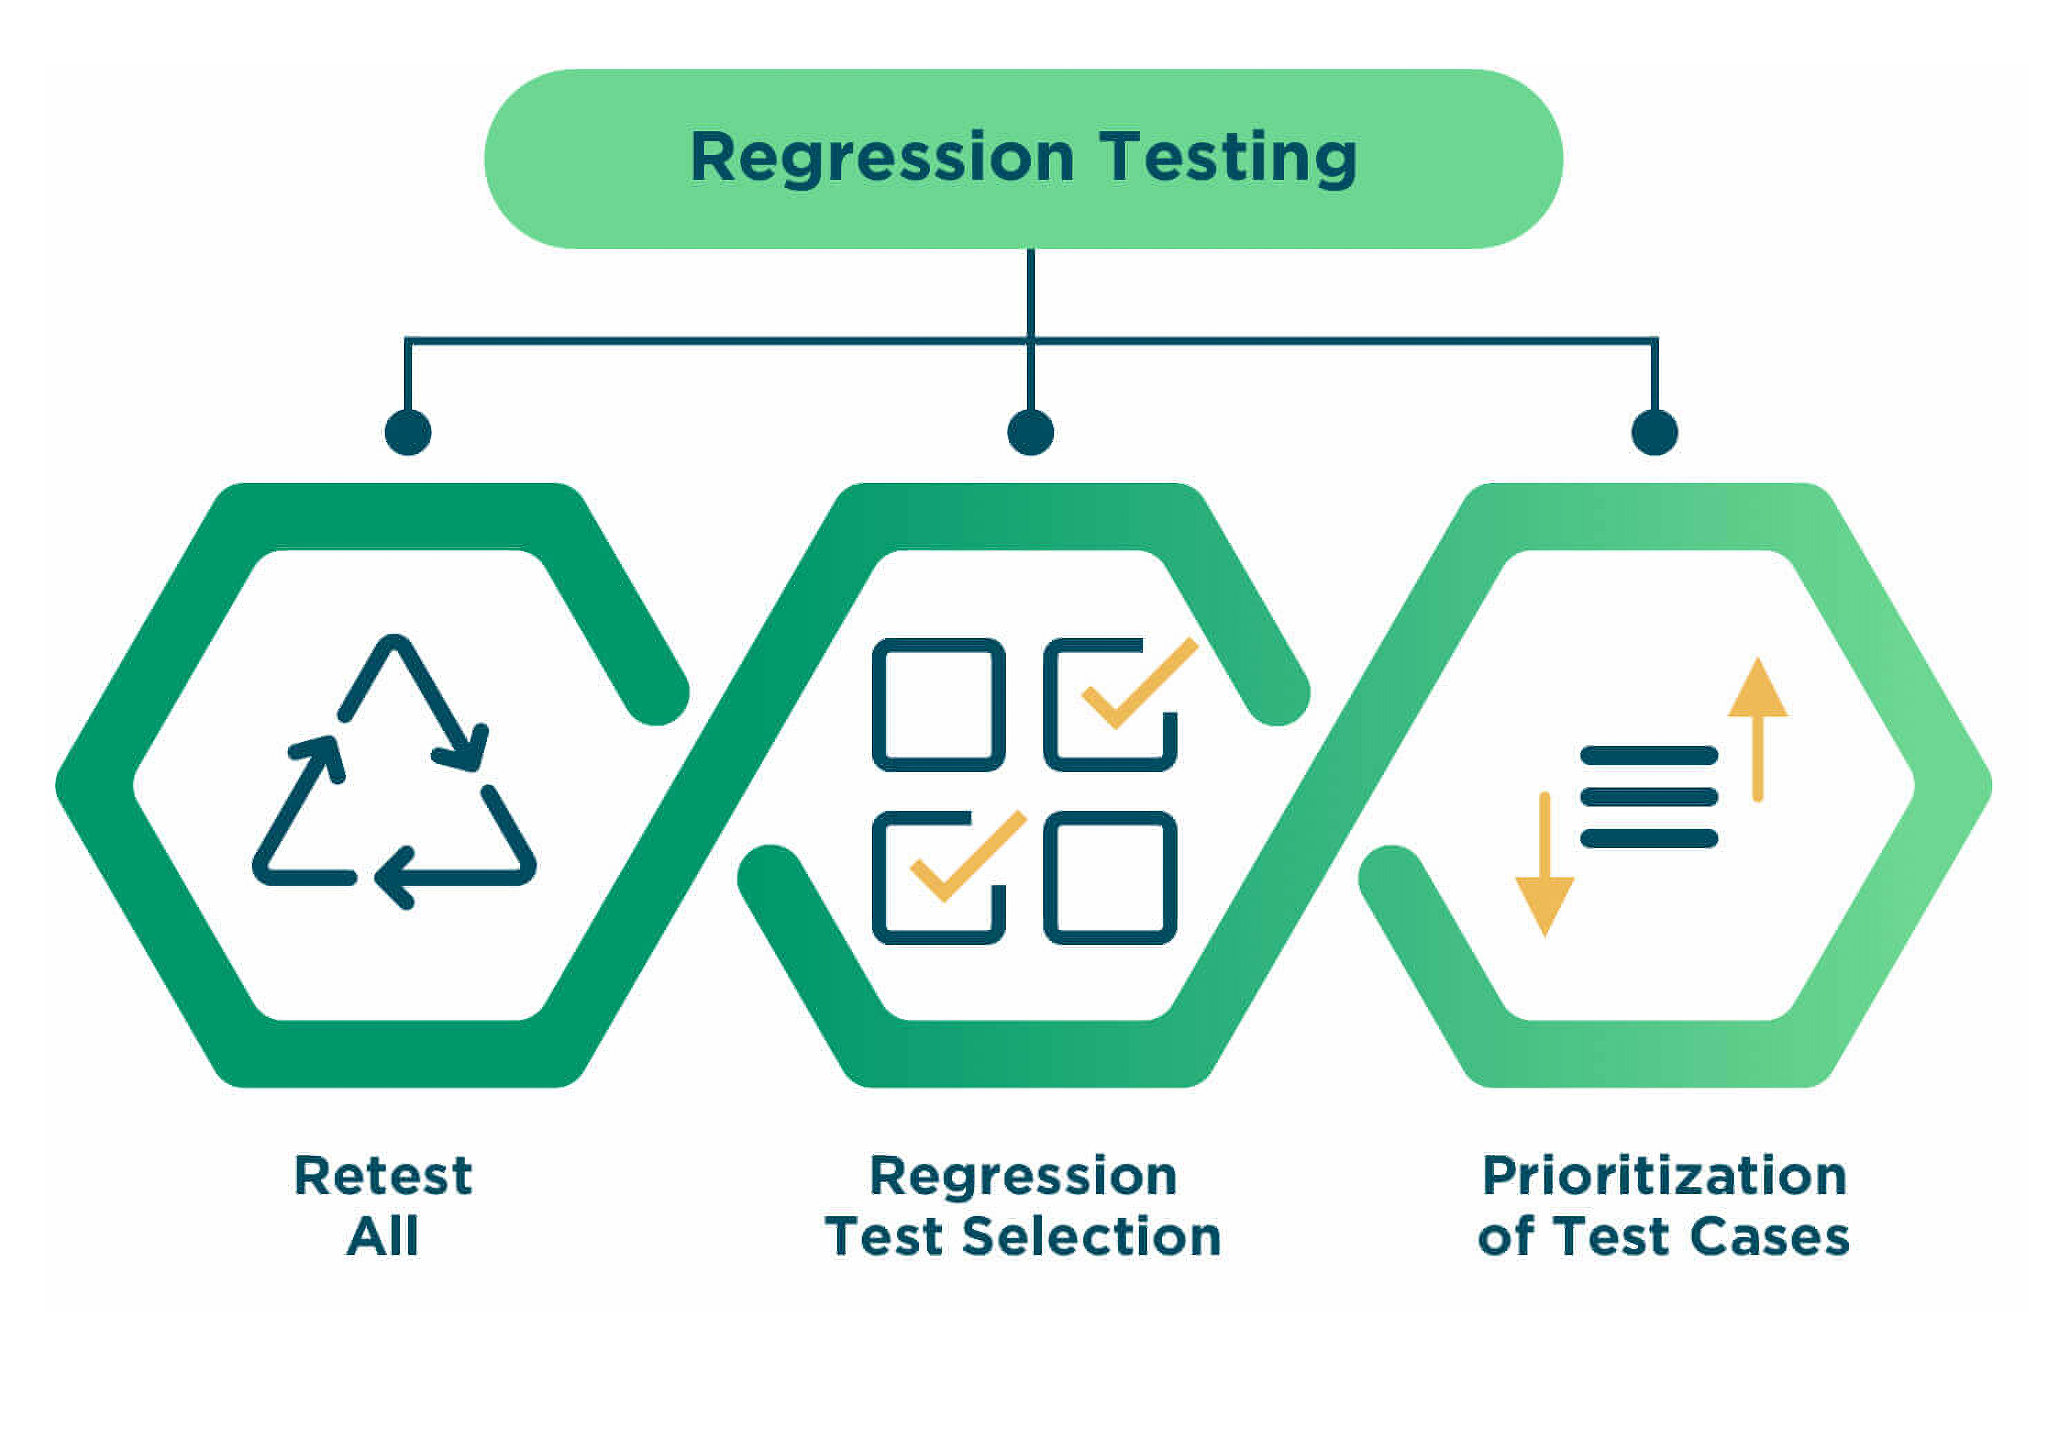 Regression Testing
Retest
All
Regression
Test Selection
Prioritization
of Test Cases